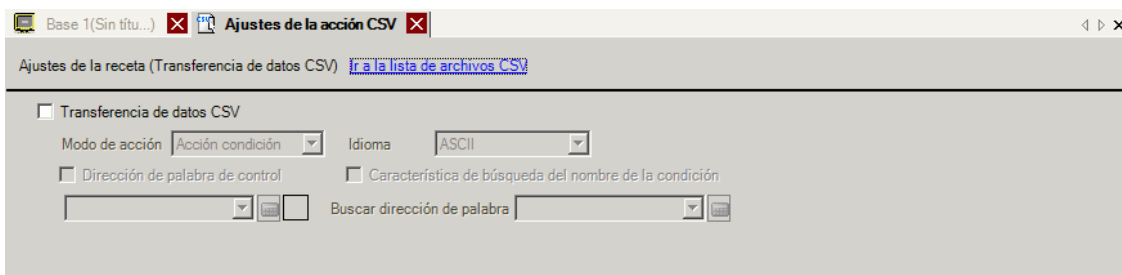 Base 1(Sin títu...) Ajustes de la acción CSV
Ajustes de la receta (Transferencia de datos CSV) Ir a la lista de archivos CSV
Transferencia de datos CSV
Modo de acción Acción condición Idioma ASCII
Dirección de palabra de control Característica de búsqueda del nombre de la condición
Buscar dirección de palabra